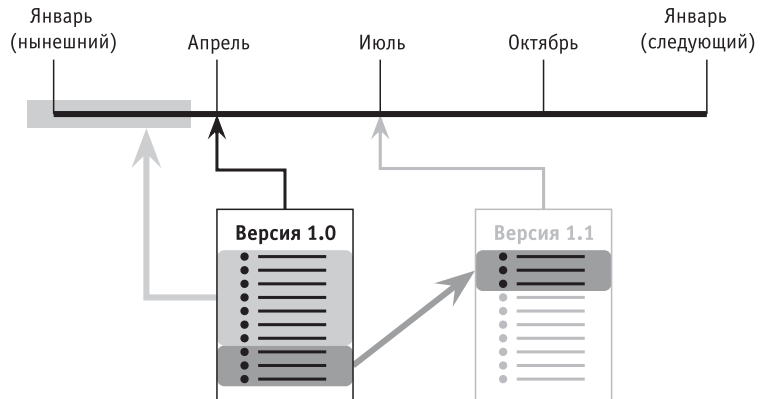 Январь
(нынешний)
Апрель
Июль
Октябрь
Январь
(следующий)
Версия 1.0
Версия 1.1